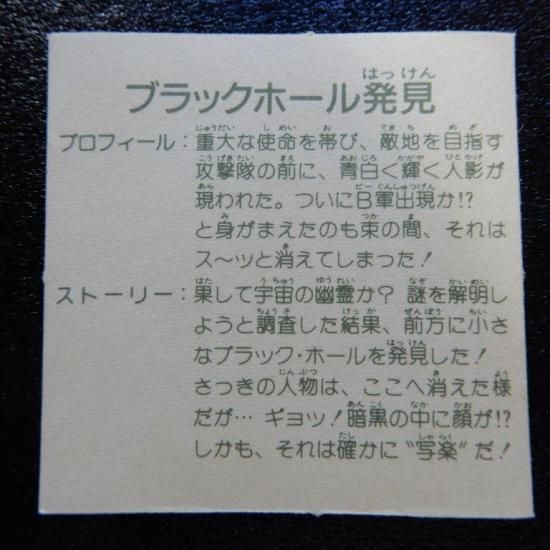 ブラックホール発見
プロフィール：重大な使命を帯び、敵地を目指す
攻撃隊の前に、青白く輝く人影が
現われた。ついにB軍出現か!?
と身がまえたのも束の間、それは
ス～ッと消えてしまった！
ストーリー：果して宇宙の幽霊か？ 謎を解明し
ようと調査した結果、前方に小さ
なブラック・ホールを発見した！
さっきの人物は、ここへ消えた様
だが… ギョッ！暗黒の中に顔が!?
しかも、それは確かに“写楽”だ！